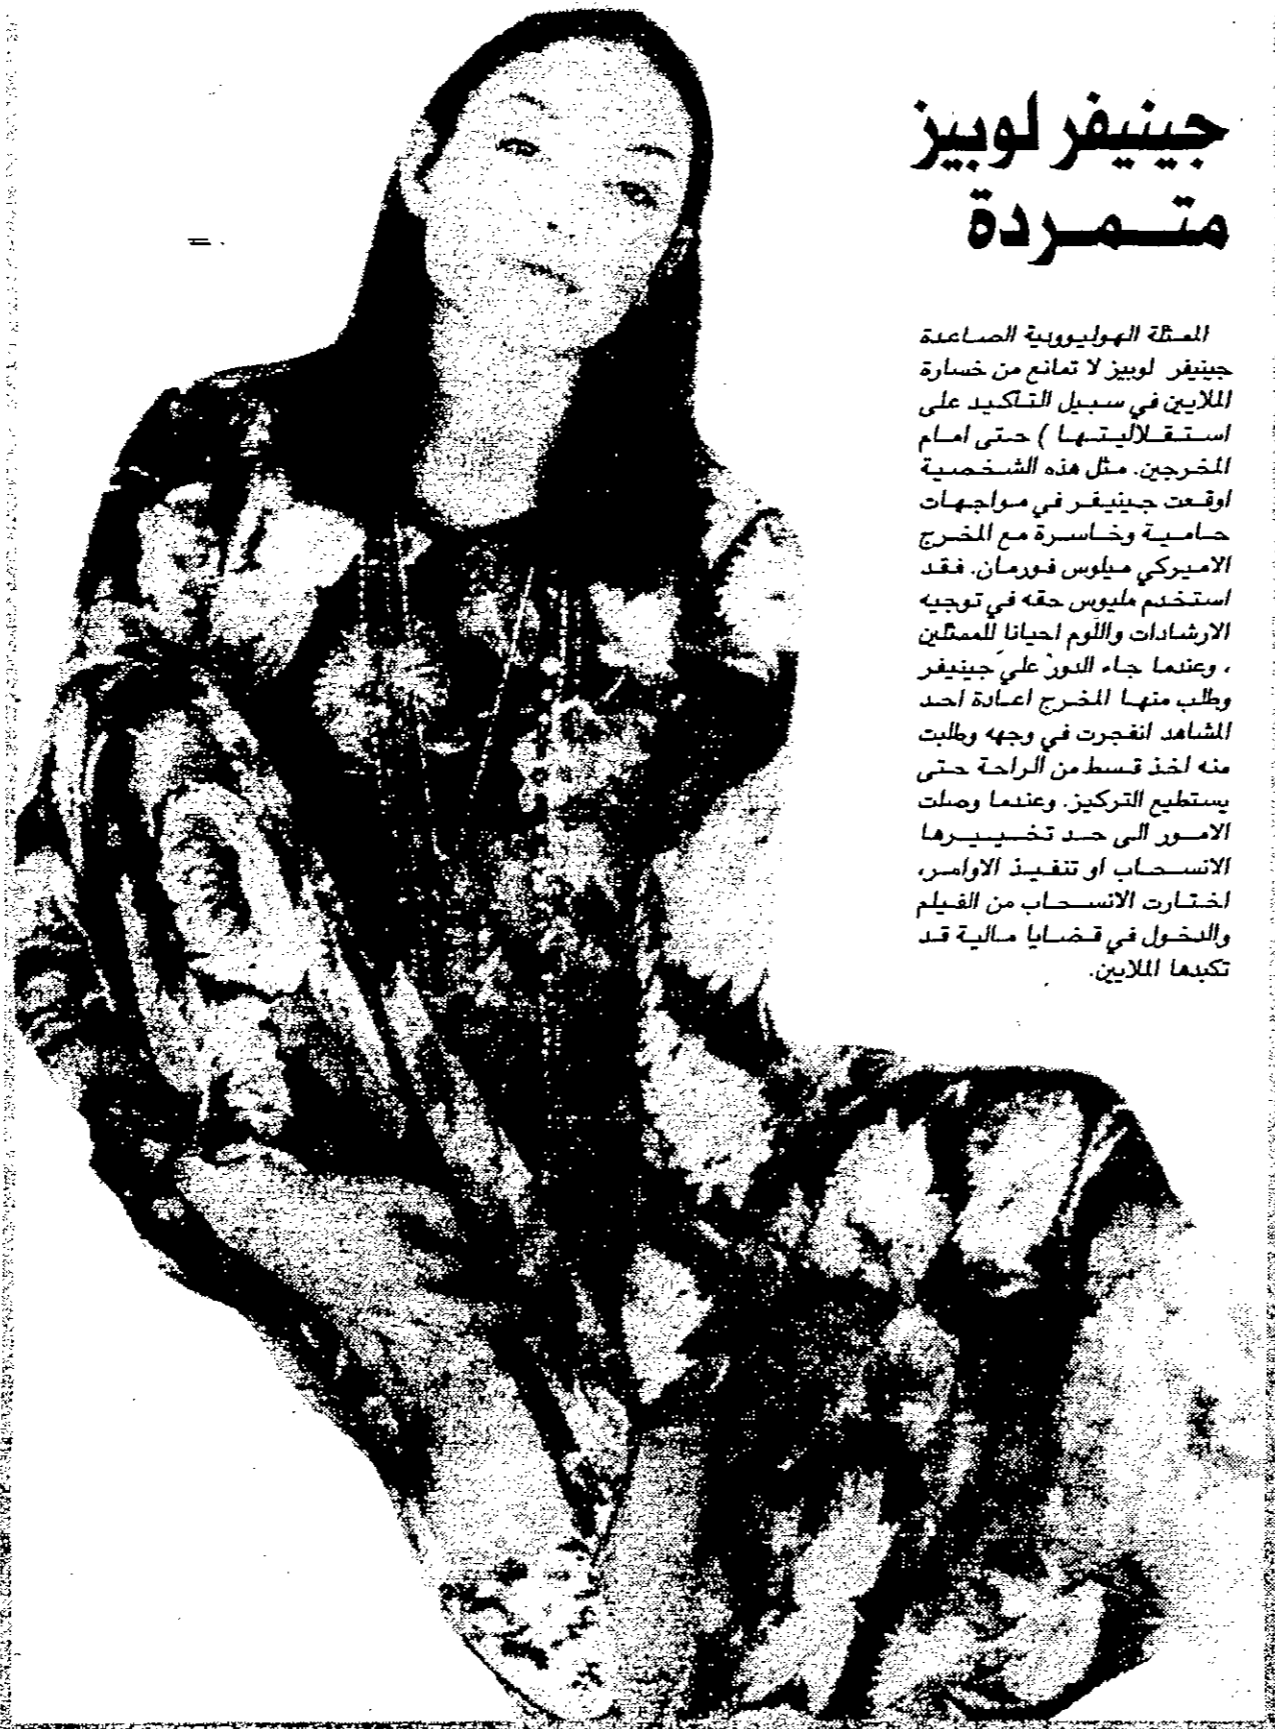 جينيفر لوبيز
متمردة
الممثلة الهوليوودية الصاعدة
جينيفر لوبيز لا تمانع من خسارة
الملايين في سبيل التاكيد على
استقلاليتها ) حتى امام
المخرجين. مثل هذه الشخصية
اوقعت جينيفر في مواجهات
حامية وخاسرة مع المخرج
الاميركي ميلوس فورمان. فقد
استخدم مليوس حقه في توجيه
الارشادات واللوم احيانا للممثلين
، وعندما جاء الدور علي جينيفر
وطلب منها المخرج اعادة احد
المشاهد انفجرت في وجهه وطلبت
منه اخذ قسط من الراحة حتى
يستطيع التركيز. وعندما وصلت
الامور الى حد تخييرها
الانسحاب او تنفيذ الاوامر،
اختارت الانسحاب من الفيلم
والدخول في قضايا مالية قد
تكبدها الملايين.